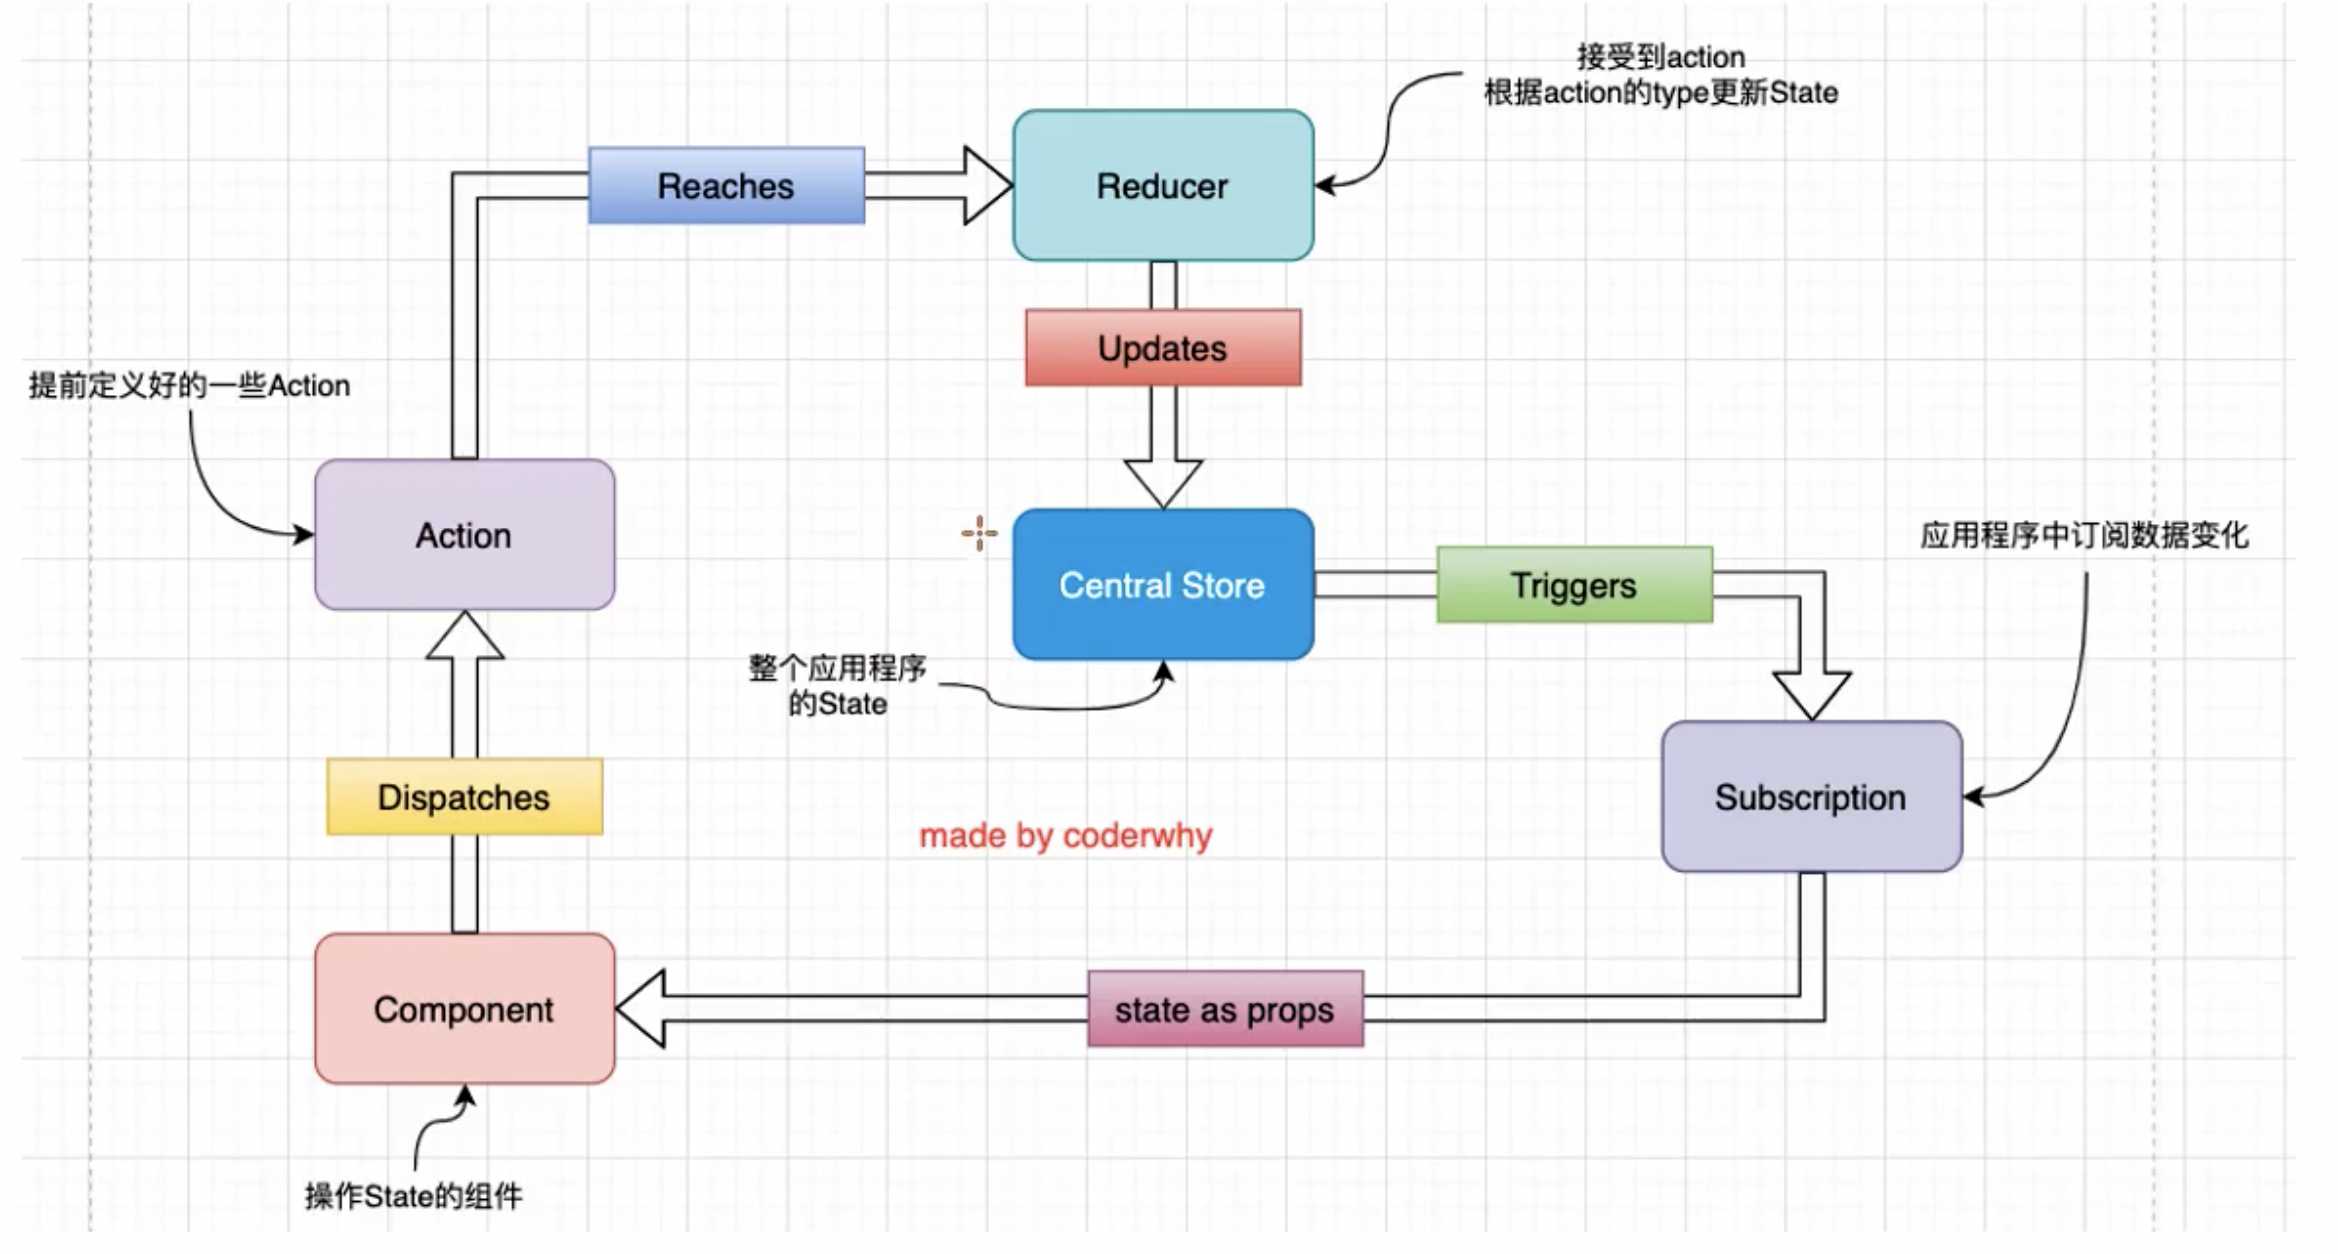 接受到action
根据action的type更新State
Reaches
Reducer
Updates
提前定义好的一些Action
Action
Central Store
Triggers
应用程序中订阅数据变化
整个应用程序
的State
Dispatches
made by coderwhy
Subscription
Component
state as props
操作State的组件